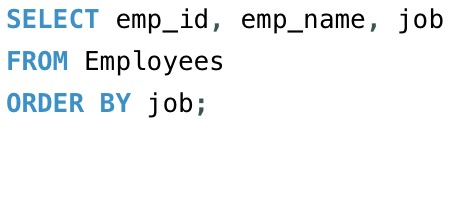 SELECT emp_id, emp_name, job
FROM Employees
ORDER BY job;